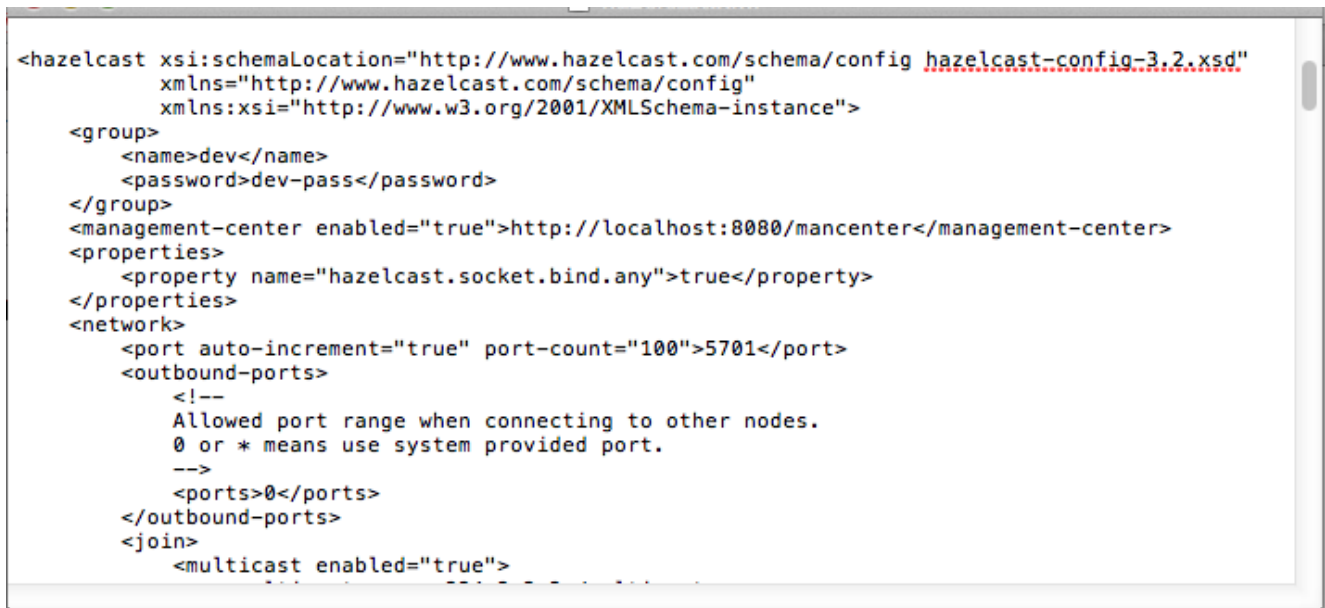 <hazelcast xsi:schemaLocation="http://www.hazelcast.com/schema/config hazelcast-config-3.2.xsd"
xmlns="http://www.hazelcast.com/schema/config"
xmlns:xsi="http://www.w3.org/2001/XMLSchema-instance">
<group>
<name>dev</name>
<password>dev-pass</password>
</group>
<management-center enabled="true">http://localhost:8080/mancenter</management-center>
<properties>
<property name="hazelcast.socket.bind.any">true</property>
</properties>
<network>
<port auto-increment="true" port-count="100">5701</port>
<outbound-ports>
<!--
Allowed port range when connecting to other nodes.
0 or * means use system provided port.
-->
<ports>0</ports>
</outbound-ports>
<join>
<multicast enabled="true">